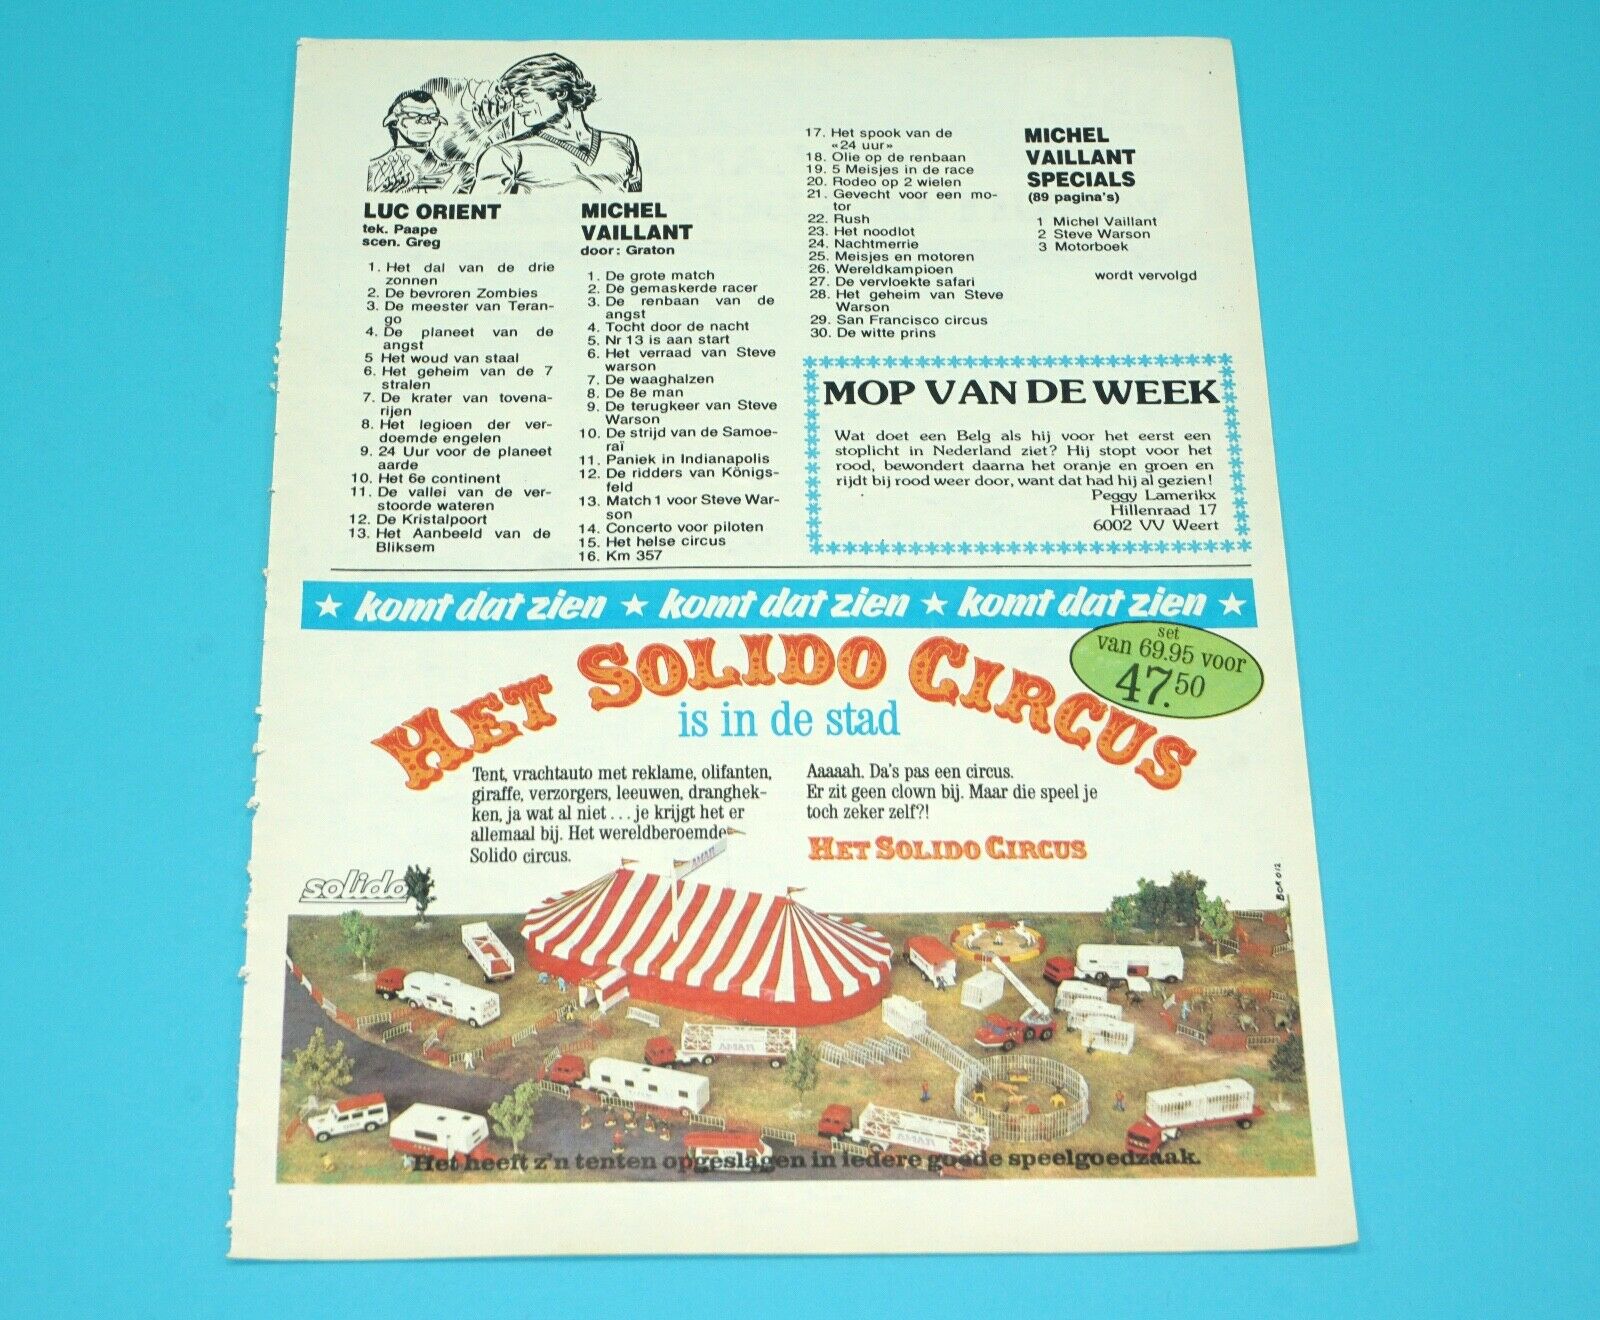 LUC ORIENT
tek. Paape
scen. Greg
1. Het dal van de drie
zonnen
2. De bevroren Zombies
3. De meester van Teran-
go
4. De planeet van de
angst
5 Het woud van staal
6. Het geheim van de 7
stralen
7. De krater van tovena-
rijen
8. Het legioen der ver-
doemde engelen
9. 24 Uur voor de planeet
aarde
10. Het 6e continent
11. De vallei van de ver-
stoorde wateren
12. De Kristalpoort
13. Het Aanbeeld van de
Bliksem
MICHEL
VAILLANT
door: Graton
1. De grote match
2. De gemaskerde racer
3. De renbaan van de
angst
4. Tocht door de nacht
5. Nr 13 is aan start
6. Het verraad van Steve
warson
7. De waaghalzen
8. De 8e man
9. De terugkeer van Steve
Warson
10. De strijd van de Samoe-
raï
11. Paniek in Indianapolis
12. De ridders van Königs-
feld
13. Match 1 voor Steve War-
son
14. Concerto voor piloten
15. Het helse circus
16. Km 357
17. Het spook van de
«24 uur»
18. Olie op de renbaan
19. 5 Meisjes in de race
20. Rodeo op 2 wielen
21. Gevecht voor een mo-
tor
22. Rush
23. Het noodlot
24. Nachtmerrie
25. Meisjes en motoren
26. Wereldkampioen
27. De vervloekte safari
28. Het geheim van Steve
Warson
29. San Francisco circus
30. De witte prins
MICHEL
VAILLANT
SPECIALS
(89 pagina's)
1 Michel Vaillant
2 Steve Warson
3 Motorboek
wordt vervolgd
MOP VAN DE WEEK
Wat doet een Belg als hij voor het eerst een
stoplicht in Nederland ziet? Hij stopt voor het
rood, bewondert daarna het oranje en groen en
rijdt bij rood weer door, want dat had hij al gezien!
Peggy Lamerikx
Hillenraad 17
6002 VV Weert
★ komt dat zien ★ komt dat zien ★ komt dat zien ★
HET SOLIDO CIRCUS
is in de stad
set
van 69.95 voor
47.50
Tent, vrachtauto met reklame, olifanten,
giraffe, verzorgers, leeuwen, dranghek-
ken, ja wat al niet . . . je krijgt het er
allemaal bij. Het wereldberoemde
Solido circus.
Aaaaah. Da's pas een circus.
Er zit geen clown bij. Maar die speel je
toch zeker zelf?!
HET SOLIDO CIRCUS
solido
BCR 012
Het heeft z'n tenten opgeslagen in iedere goede speelgoedzaak.